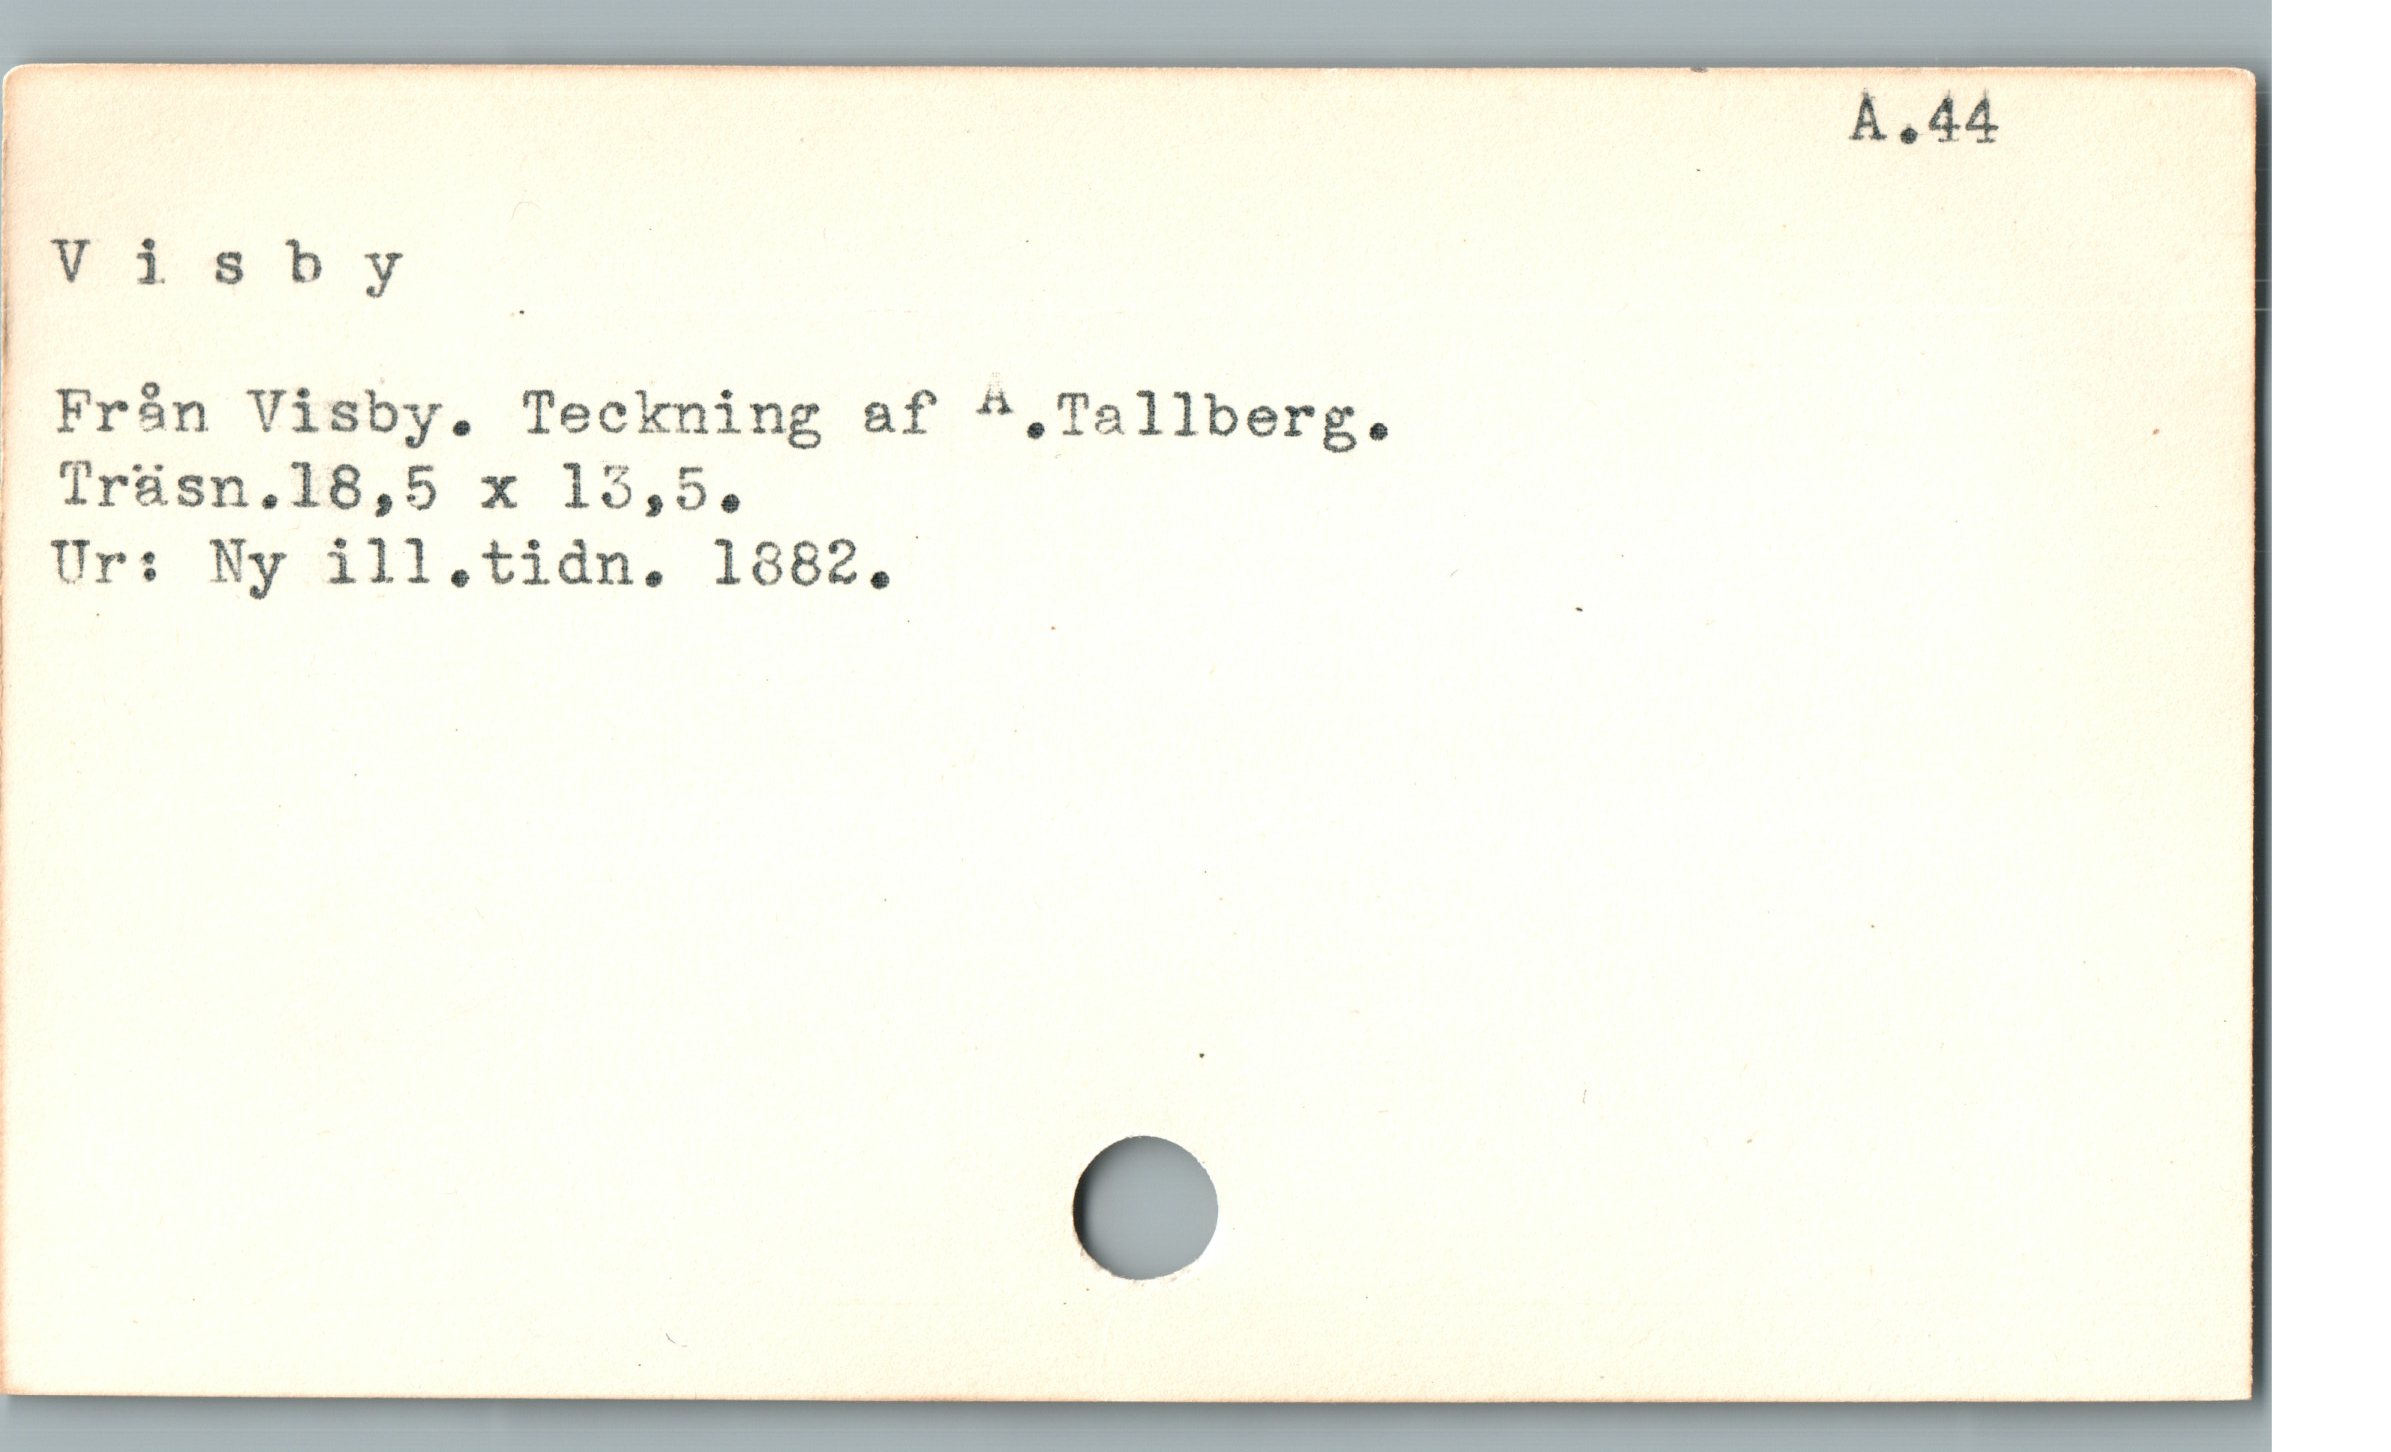 A.44
V i s b y
Från Visby. Teckning af A.Tallberg.
Träsn.18,5 x 13,5.
Ur: Ny ill.tidn. 1882.